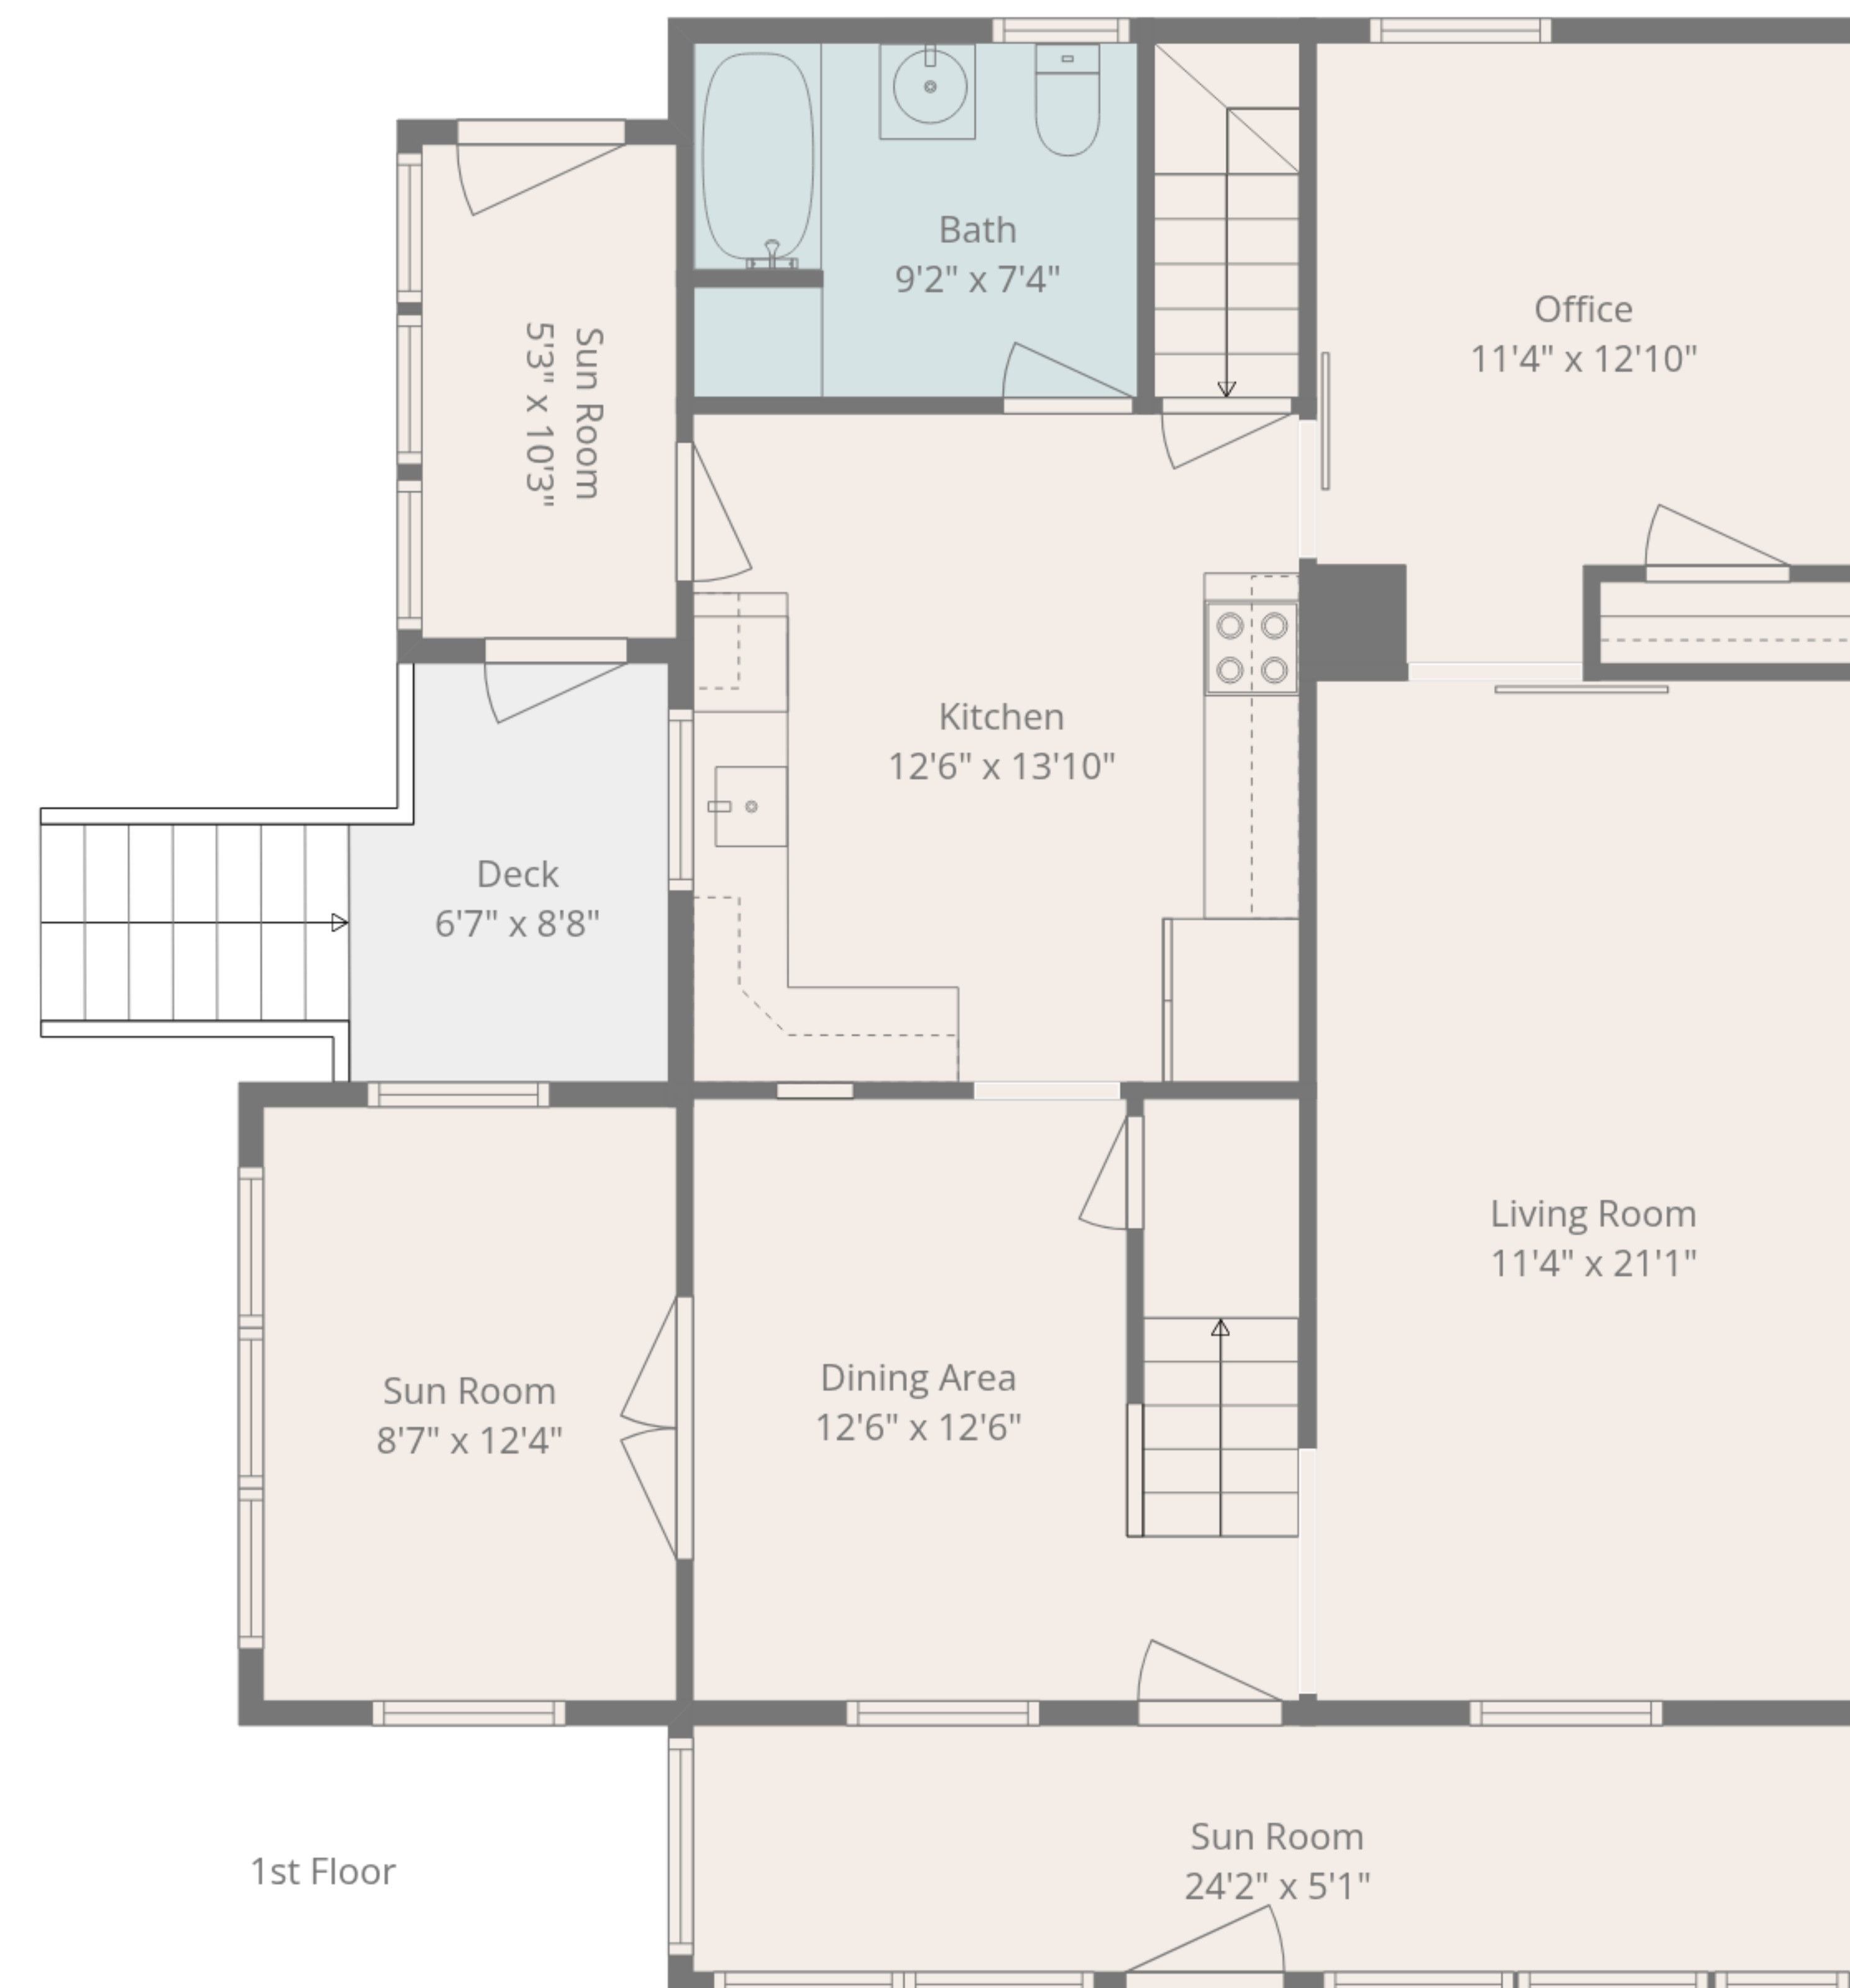 Bath
9'2" x 7'4"
Office
11'4" x 12'10"
Sun Room
5'3" x 10'3"
Kitchen
12'6" x 13'10"
Deck
6'7" x 8'8"
Living Room
11'4" x 21'1"
Sun Room
8'7" x 12'4"
Dining Area
12'6" x 12'6"
Sun Room
24'2" x 5'1"
1st Floor